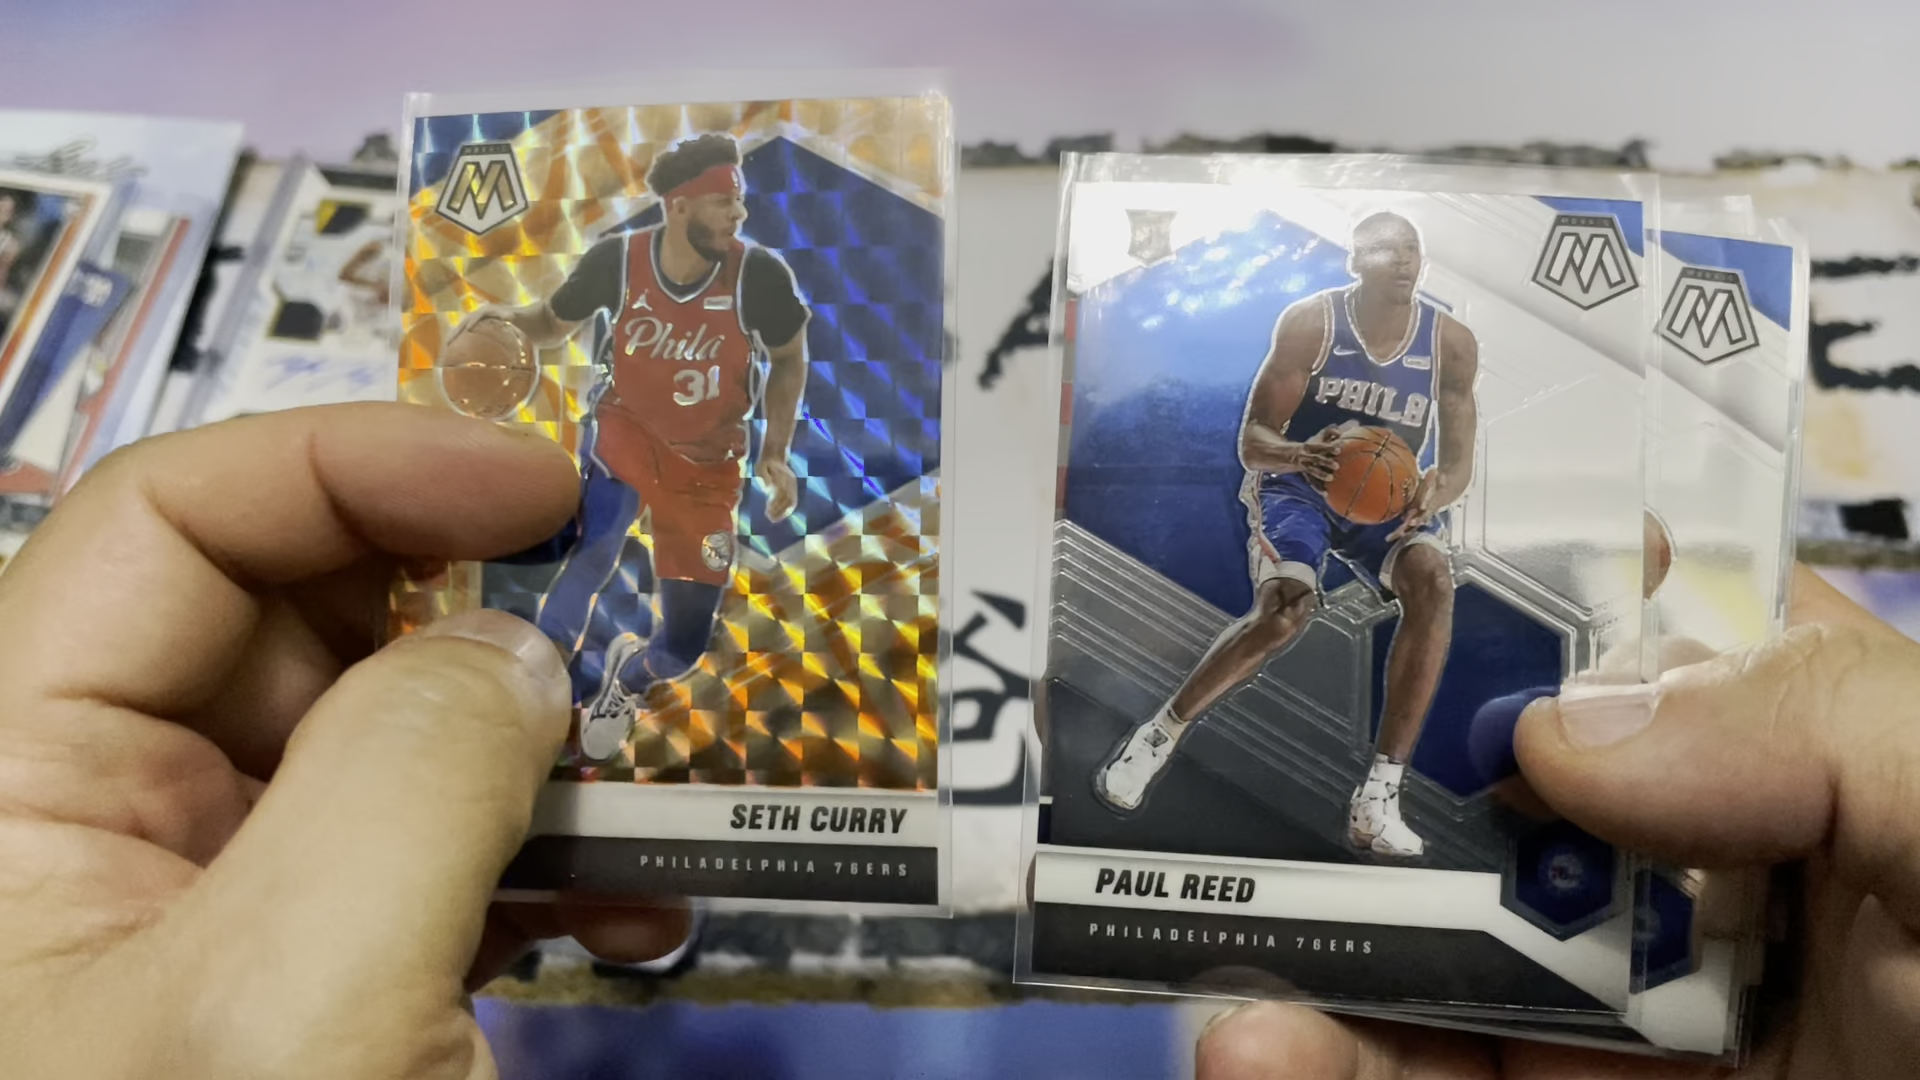 MOSAIC
Phila
31
SETH CURRY
PHILADELPHIA 76ERS
MOSAIC
PHILA
PAUL REED
PHILADELPHIA 76ERS
MOSAIC